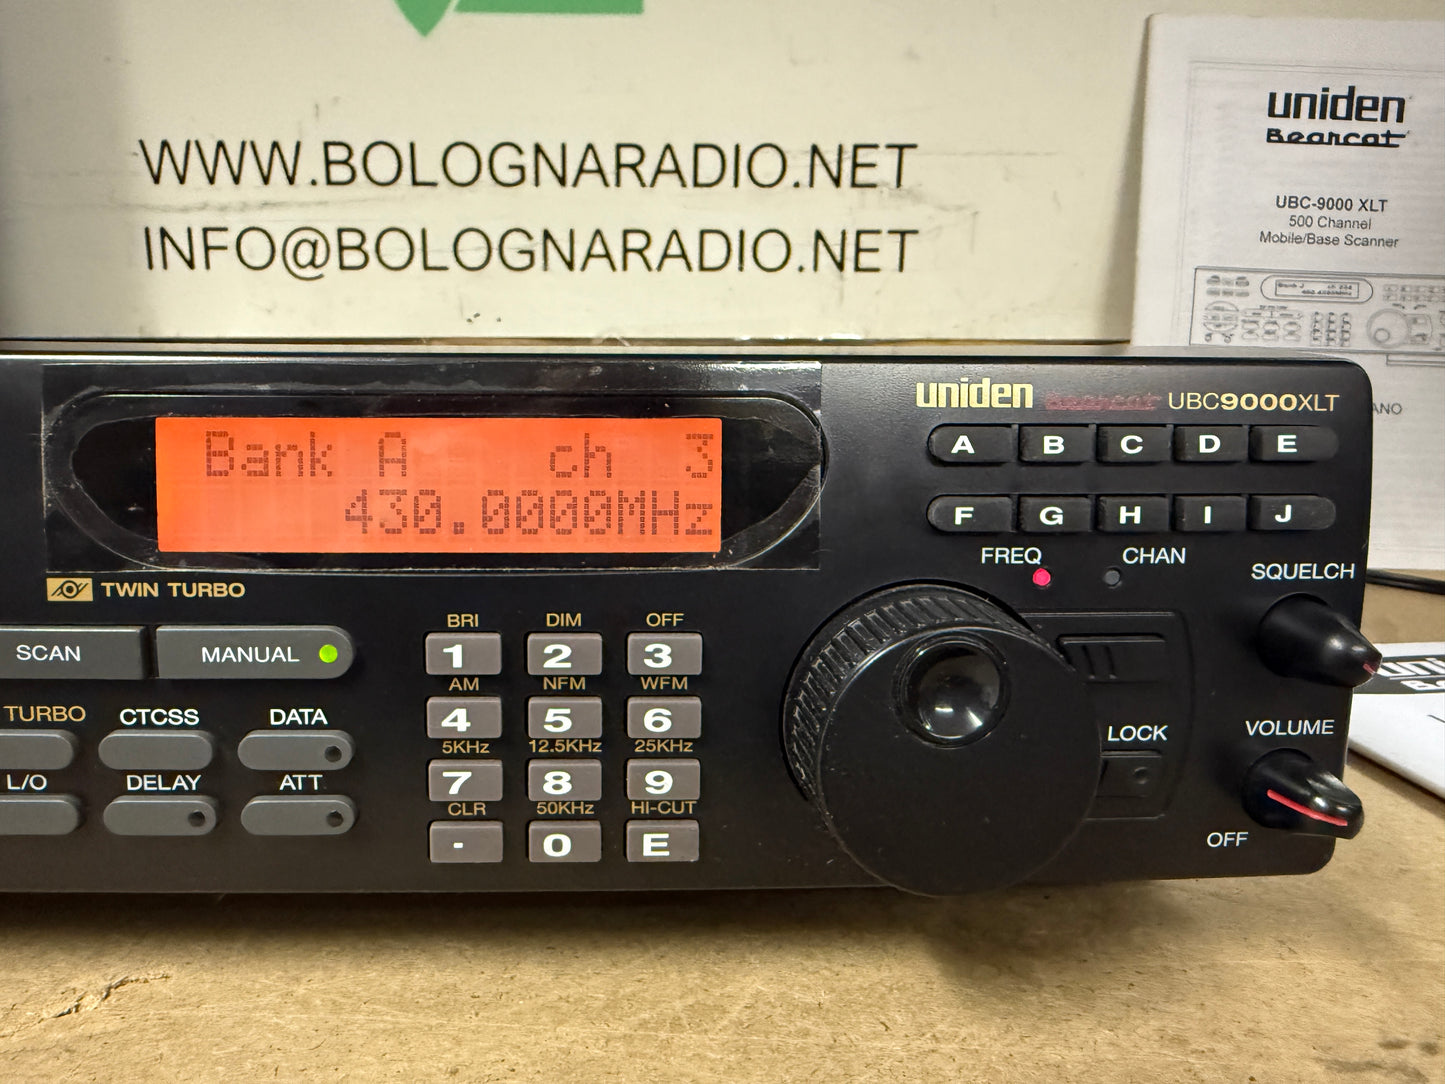 WWW.BOLOGNARADIO.NET
INFO@BOLOGNARADIO.NET
uniden
Bearcat
UBC-9000 XLT
500 Channel
Mobile/Base Scanner
uniden Bearcat UBC9000XLT
ANO
Bank A ch 3
430.0000MHz
A B C D E
F G H I J
FREQ CHAN
SQUELCH
TWIN TURBO
SCAN MANUAL
TURBO CTCSS DATA
L/O DELAY ATT
BRI DIM OFF
1 2 3
AM NFM WFM
4 5 6
5KHz 12.5KHz 25KHz
7 8 9
CLR 50KHz HI-CUT
. 0 E
LOCK
VOLUME
OFF